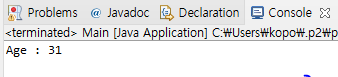 Problems @ Javadoc Declaration Console
<terminated> Main [Java Application] C:₩Users₩kopo₩.p2₩p
Age : 31